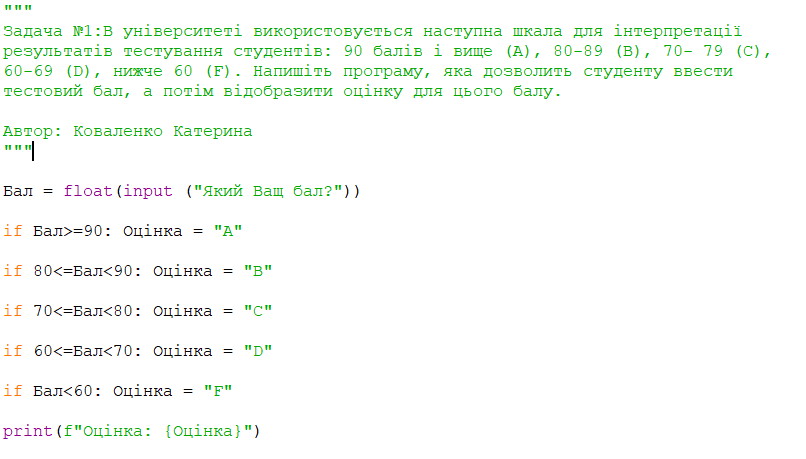 """
Задача №1:В університеті використовується наступна шкала для інтерпретації
результатів тестування студентів: 90 балів і вище (A), 80-89 (B), 70- 79 (C),
60-69 (D), нижче 60 (F). Напишіть програму, яка дозволить студенту ввести
тестовий бал, а потім відобразити оцінку для цього балу.
Автор: Коваленко Катерина
"""
Бал = float(input ("Який Ващ бал?"))
if Бал>=90: Оцінка = "A"
if 80<=Бал<90: Оцінка = "B"
if 70<=Бал<80: Оцінка = "C"
if 60<=Бал<70: Оцінка = "D"
if Бал<60: Оцінка = "F"
print(f"Оцінка: {Оцінка}")